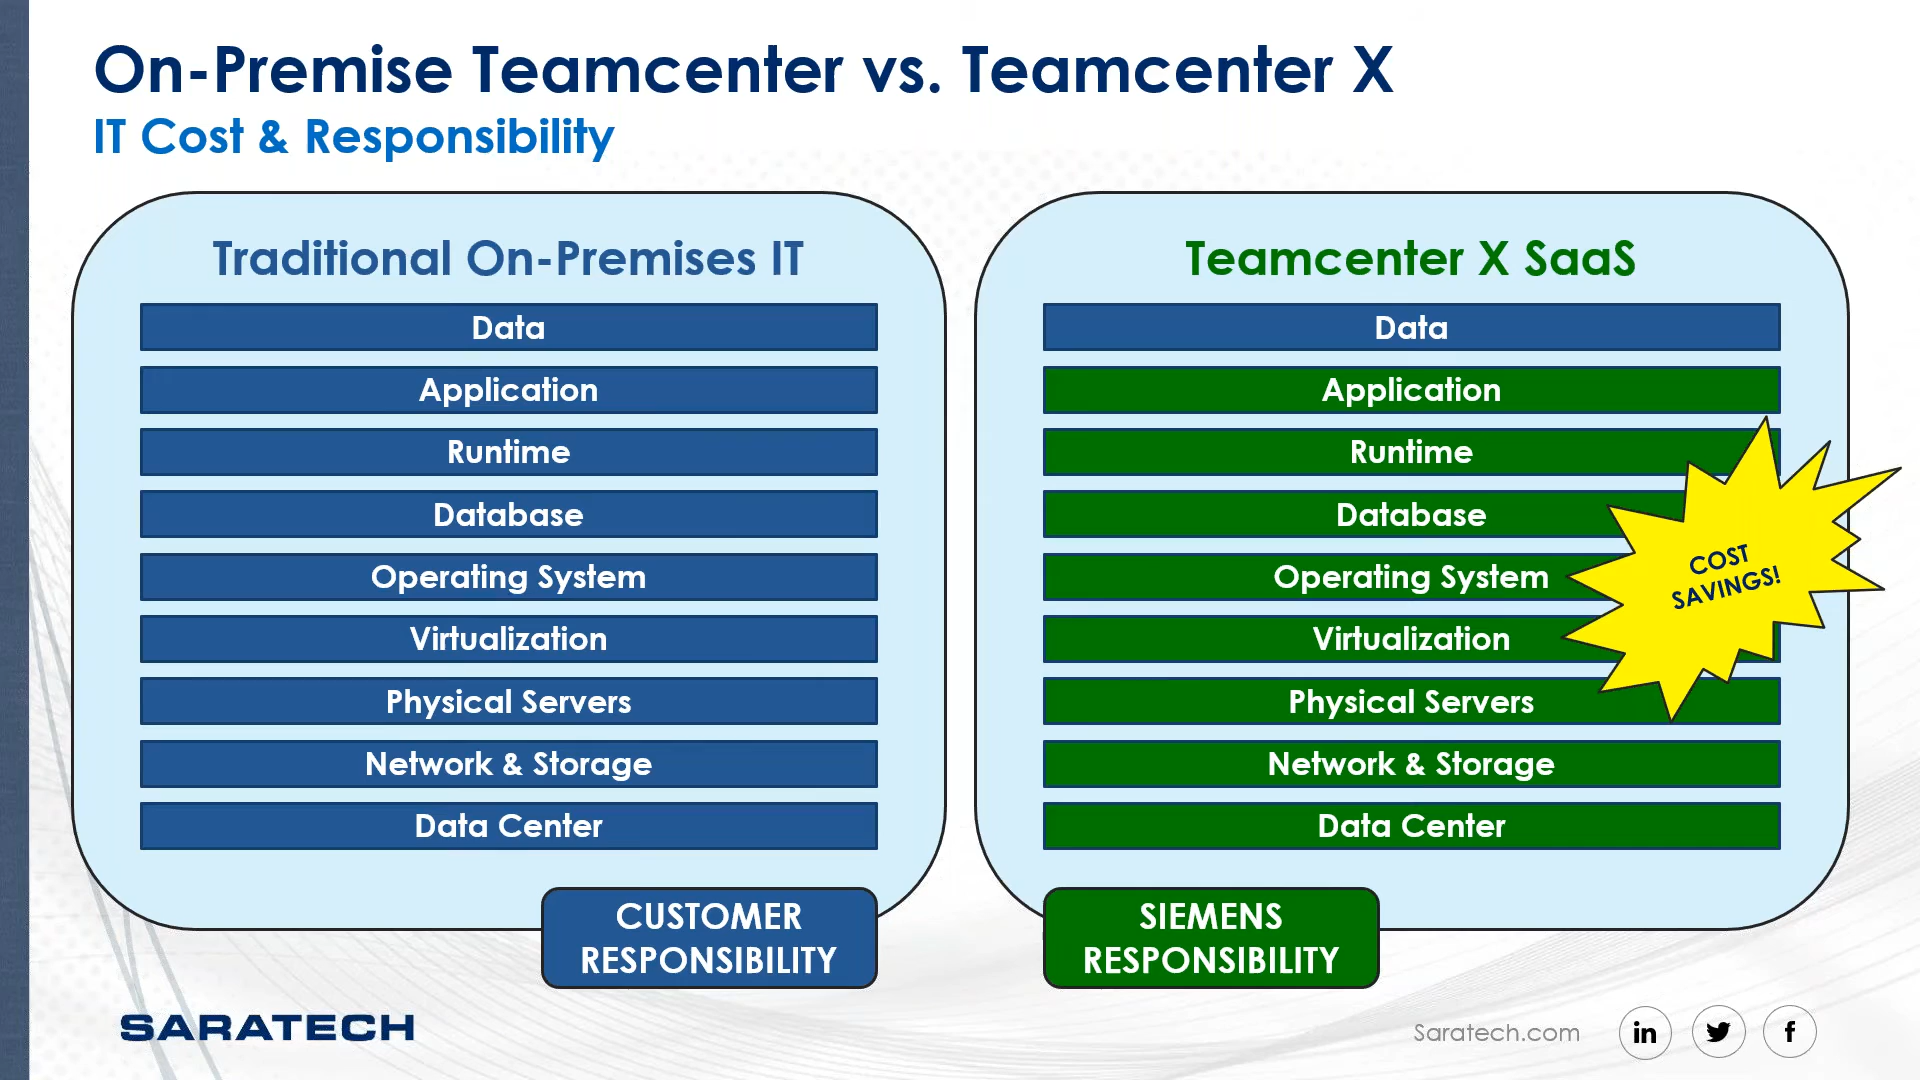 On-Premise Teamcenter vs. Teamcenter X
IT Cost & Responsibility
Traditional On-Premises IT
Data
Application
Runtime
Database
Operating System
Virtualization
Physical Servers
Network & Storage
Data Center
CUSTOMER
RESPONSIBILITY
Teamcenter X SaaS
Data
Application
Runtime
Database
Operating System
Virtualization
Physical Servers
Network & Storage
Data Center
COST
SAVINGS!
SIEMENS
RESPONSIBILITY
SARATECH
Saratech.com
in
f